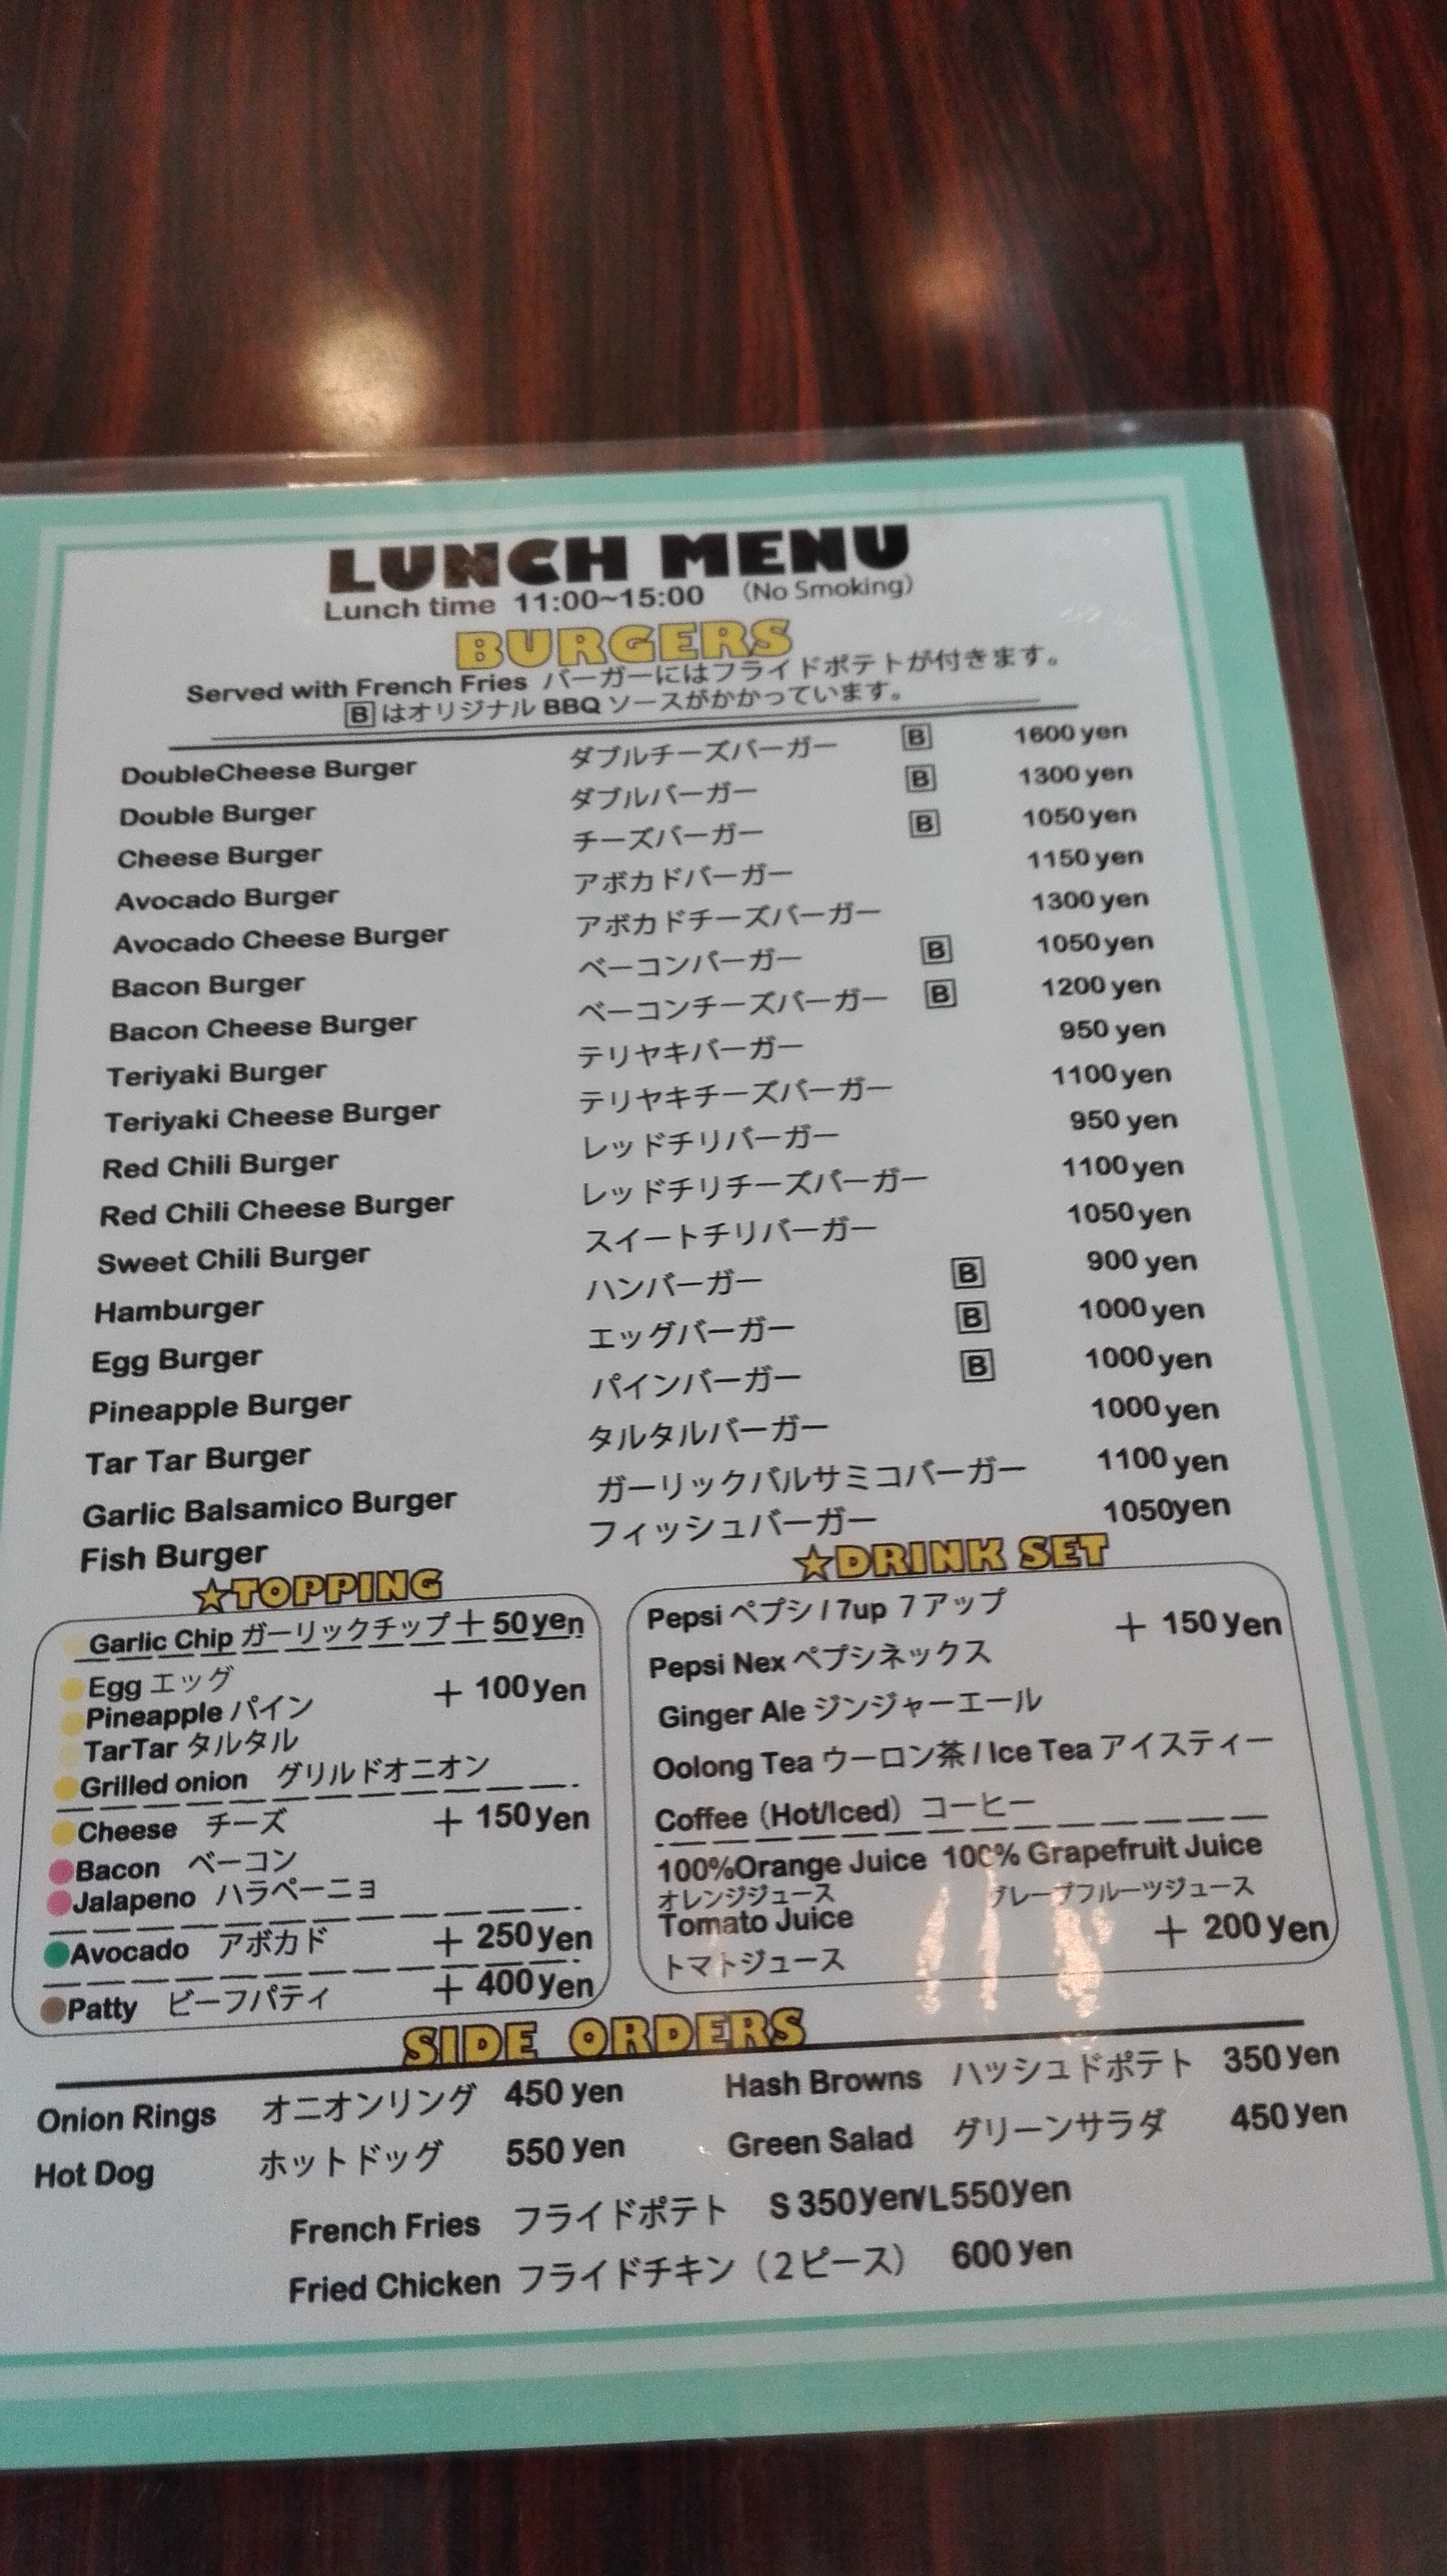 LUNCH MENU
Lunch time 11:00~15:00 (No Smoking)
BURGERS
Served with French Fries バーガーにはフライドポテトが付きます。
B はオリジナル BBQ ソースがかかっています。
DoubleCheese Burger ダブルチーズバーガー B 1600 yen
Double Burger ダブルバーガー B 1300 yen
Cheese Burger チーズバーガー B 1050 yen
Avocado Burger アボカドバーガー 1150 yen
Avocado Cheese Burger アボカドチーズバーガー 1300 yen
Bacon Burger ベーコンバーガー B 1050 yen
Bacon Cheese Burger ベーコンチーズバーガー B 1200 yen
Teriyaki Burger テリヤキバーガー 950 yen
Teriyaki Cheese Burger テリヤキチーズバーガー 1100 yen
Red Chili Burger レッドチリバーガー 950 yen
Red Chili Cheese Burger レッドチリチーズバーガー 1100 yen
Sweet Chili Burger スイートチリバーガー 1050 yen
Hamburger ハンバーガー B 900 yen
Egg Burger エッグバーガー B 1000 yen
Pineapple Burger パインバーガー B 1000 yen
Tar Tar Burger タルタルバーガー 1000 yen
Garlic Balsamico Burger ガーリックバルサミコバーガー 1100 yen
Fish Burger フィッシュバーガー 1050yen
★TOPPING
Garlic Chip ガーリックチップ + 50yen
Egg エッグ + 100yen
Pineapple パイン
TarTar タルタル
Grilled onion グリルドオニオン
Cheese チーズ + 150yen
Bacon ベーコン
Jalapeno ハラペーニョ
Avocado アボカド + 250yen
Patty ビーフパティ + 400yen
★DRINK SET
Pepsi ペプシ / 7up 7アップ + 150yen
Pepsi Nex ペプシネックス
Ginger Ale ジンジャーエール
Oolong Tea ウーロン茶 / Ice Tea アイスティー
Coffee (Hot/Iced) コーヒー
100%Orange Juice 100% Grapefruit Juice
オレンジジュース グレープフルーツジュース
Tomato Juice + 200yen
トマトジュース
SIDE ORDERS
Onion Rings オニオンリング 450 yen Hash Browns ハッシュドポテト 350 yen
Hot Dog ホットドッグ 550 yen Green Salad グリーンサラダ 450 yen
French Fries フライドポテト S 350yen/L550yen
Fried Chicken フライドチキン（2ピース） 600 yen